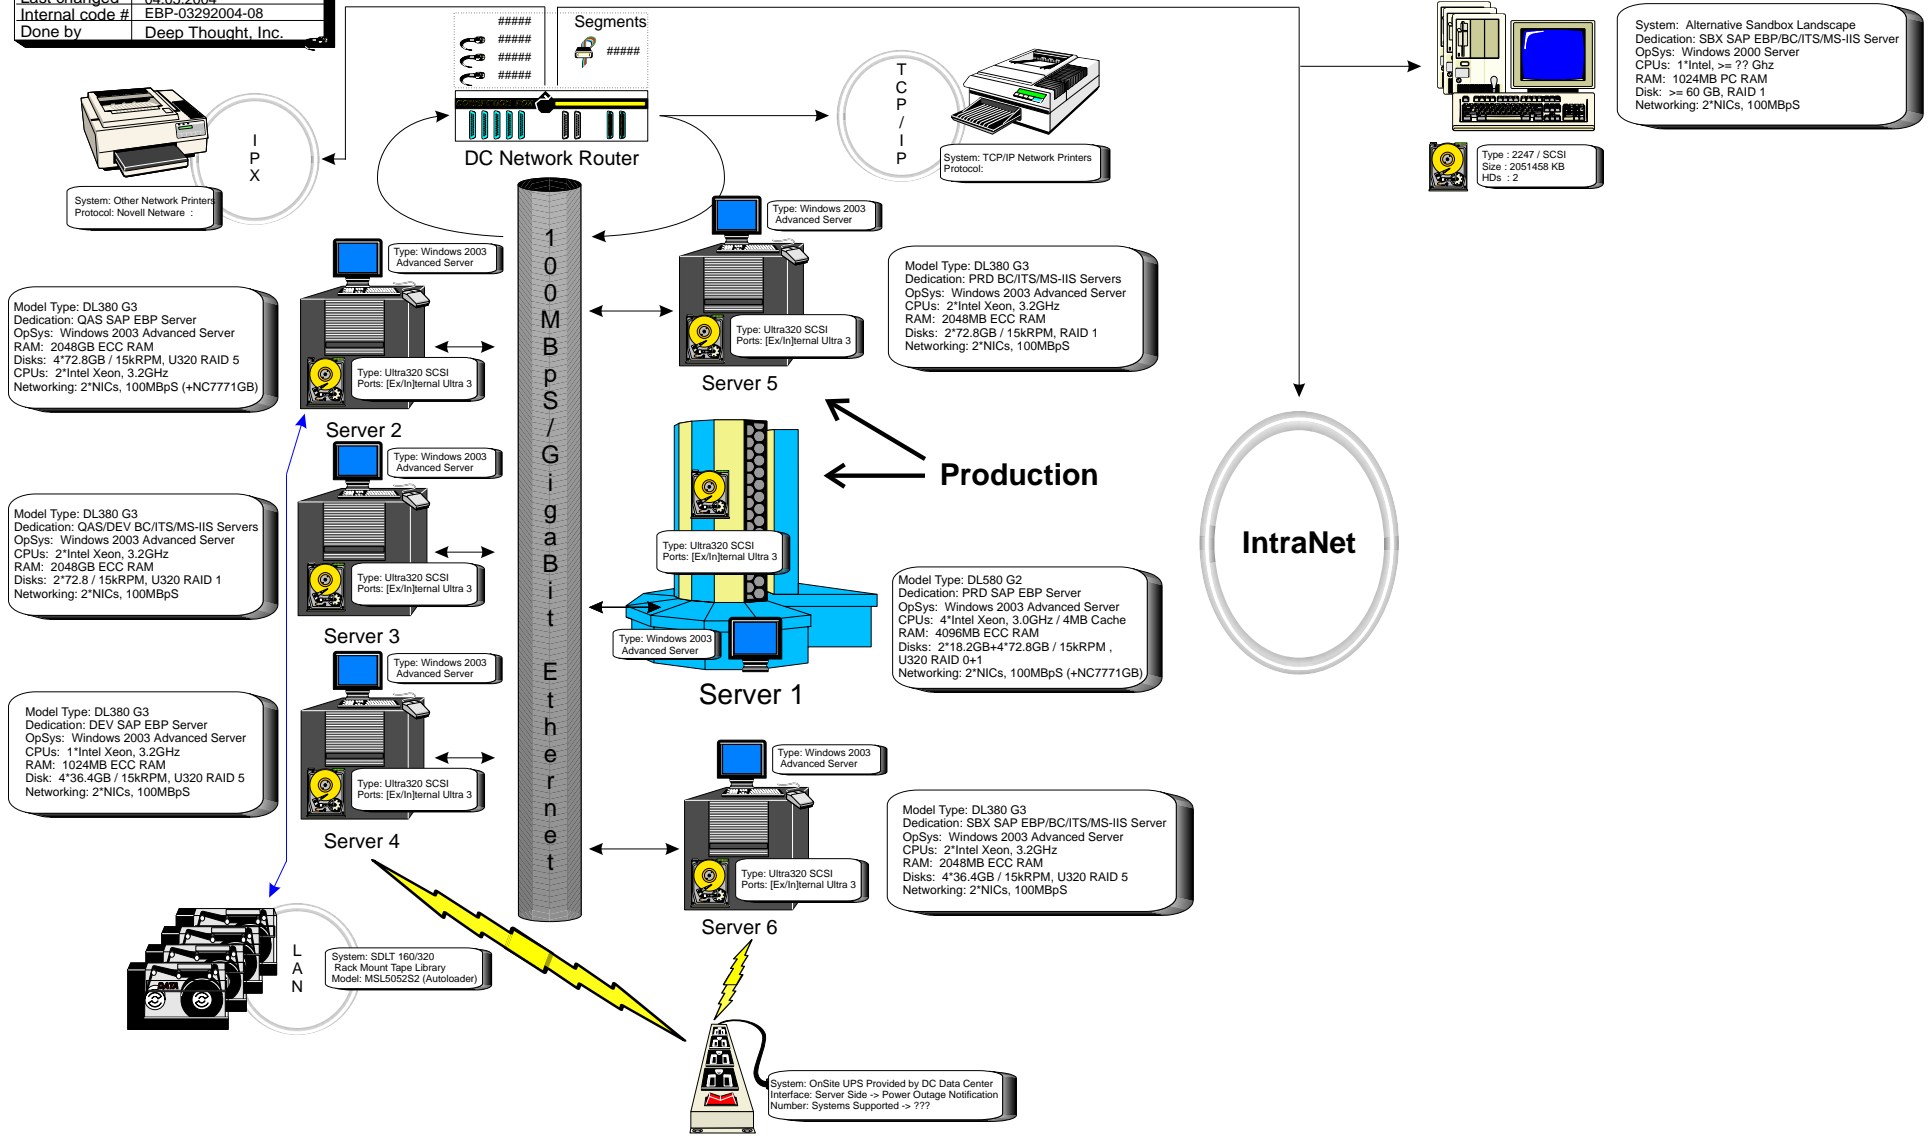 Last changed 04.05.2004
Internal code # EBP-03292004-08
Done by Deep Thought, Inc.
#####
#####
#####
#####
Segments
#####
DC Network Router
I
P
X
System: Other Network Printers
Protocol: Novell Netware :
T
C
P
/
I
P
System: TCP/IP Network Printers
Protocol:
System: Alternative Sandbox Landscape
Dedication: SBX SAP EBP/BC/ITS/MS-IIS Server
OpSys: Windows 2000 Server
CPUs: 1*Intel, >= ?? Ghz
RAM: 1024MB PC RAM
Disk: >= 60 GB, RAID 1
Networking: 2*NICs, 100MBpS
Type : 2247 / SCSI
Size : 2051458 KB
HDs : 2
100MBpS/GigaBit Ethernet
Type: Windows 2003
Advanced Server
Model Type: DL380 G3
Dedication: QAS SAP EBP Server
OpSys: Windows 2003 Advanced Server
RAM: 2048GB ECC RAM
Disks: 4*72.8GB / 15kRPM, U320 RAID 5
CPUs: 2*Intel Xeon, 3.2GHz
Networking: 2*NICs, 100MBpS (+NC7771GB)
Type: Ultra320 SCSI
Ports: [Ex/In]ternal Ultra 3
Server 2
Type: Windows 2003
Advanced Server
Model Type: DL380 G3
Dedication: PRD BC/ITS/MS-IIS Servers
OpSys: Windows 2003 Advanced Server
CPUs: 2*Intel Xeon, 3.2GHz
RAM: 2048MB ECC RAM
Disks: 2*72.8GB / 15kRPM, RAID 1
Networking: 2*NICs, 100MBpS
Type: Ultra320 SCSI
Ports: [Ex/In]ternal Ultra 3
Server 5
Production
IntraNet
Type: Windows 2003
Advanced Server
Model Type: DL380 G3
Dedication: QAS/DEV BC/ITS/MS-IIS Servers
OpSys: Windows 2003 Advanced Server
CPUs: 2*Intel Xeon, 3.2GHz
RAM: 2048GB ECC RAM
Disks: 2*72.8 / 15kRPM, U320 RAID 1
Networking: 2*NICs, 100MBpS
Type: Ultra320 SCSI
Ports: [Ex/In]ternal Ultra 3
Server 3
Type: Ultra320 SCSI
Ports: [Ex/In]ternal Ultra 3
Type: Windows 2003
Advanced Server
Model Type: DL580 G2
Dedication: PRD SAP EBP Server
OpSys: Windows 2003 Advanced Server
CPUs: 4*Intel Xeon, 3.0GHz / 4MB Cache
RAM: 4096MB ECC RAM
Disks: 2*18.2GB+4*72.8GB / 15kRPM ,
U320 RAID 0+1
Networking: 2*NICs, 100MBpS (+NC7771GB)
Server 1
Type: Windows 2003
Advanced Server
Model Type: DL380 G3
Dedication: DEV SAP EBP Server
OpSys: Windows 2003 Advanced Server
CPUs: 1*Intel Xeon, 3.2GHz
RAM: 1024MB ECC RAM
Disk: 4*36.4GB / 15kRPM, U320 RAID 5
Networking: 2*NICs, 100MBpS
Type: Ultra320 SCSI
Ports: [Ex/In]ternal Ultra 3
Server 4
Type: Windows 2003
Advanced Server
Model Type: DL380 G3
Dedication: SBX SAP EBP/BC/ITS/MS-IIS Server
OpSys: Windows 2003 Advanced Server
CPUs: 2*Intel Xeon, 3.2GHz
RAM: 2048MB ECC RAM
Disks: 4*36.4GB / 15kRPM, U320 RAID 5
Networking: 2*NICs, 100MBpS
Type: Ultra320 SCSI
Ports: [Ex/In]ternal Ultra 3
Server 6
DATA
L
A
N
System: SDLT 160/320
Rack Mount Tape Library
Model: MSL5052S2 (Autoloader)
System: OnSite UPS Provided by DC Data Center
Interface: Server Side -> Power Outage Notification
Number: Systems Supported -> ???